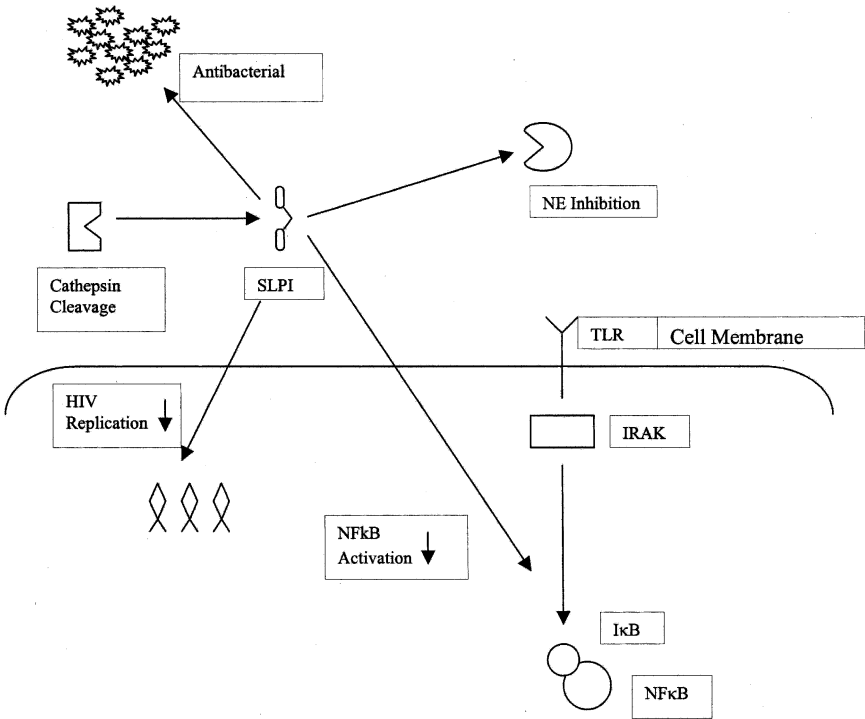 Antibacterial
NE Inhibition
Cathepsin
Cleavage
SLPI
TLR
Cell Membrane
HIV
Replication
IRAK
NFkB
Activation
IκB
NFκB